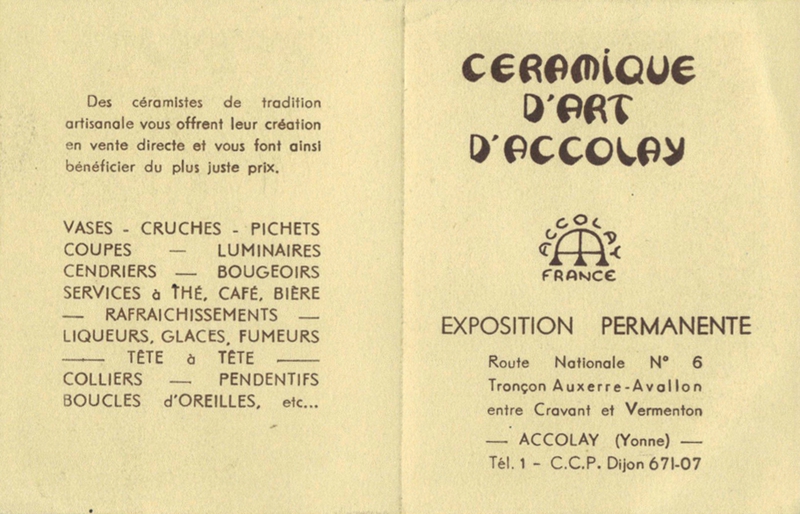 Des céramistes de tradition
artisanale vous offrent leur création
en vente directe et vous font ainsi
bénéficier du plus juste prix.
VASES - CRUCHES - PICHETS
COUPES — LUMINAIRES
CENDRIERS — BOUGEOIRS
SERVICES à THÉ, CAFÉ, BIÈRE
— RAFRAICHISSEMENTS —
LIQUEURS, GLACES, FUMEURS
—— TÊTE à TÊTE ——
COLLIERS — PENDENTIFS
BOUCLES d'OREILLES, etc...
CERAMIQUE
D'ART
D'ACCOLAY
ACCOLAY
FRANCE
EXPOSITION PERMANENTE
Route Nationale N° 6
Tronçon Auxerre-Avallon
entre Cravant et Vermenton
— ACCOLAY (Yonne) —
Tél. 1 - C.C.P. Dijon 671-07